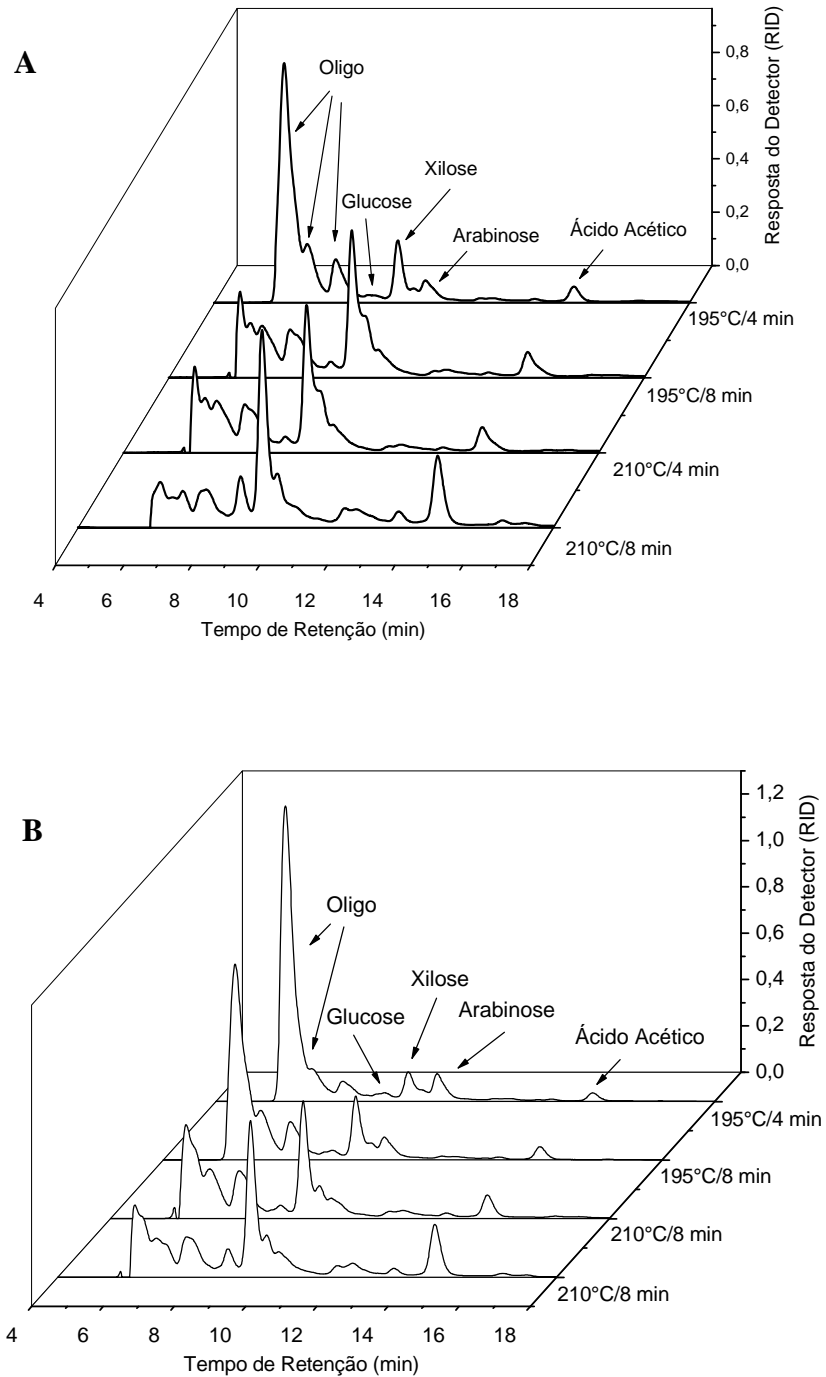 A
Oligo
Glucose
Xilose
Arabinose
Ácido Acético
0,8
0,6
0,4
0,2
0,0
Resposta do Detector (RID)
195°C/4 min
195°C/8 min
210°C/4 min
210°C/8 min
4 6 8 10 12 14 16 18
Tempo de Retenção (min)
B
Oligo
Glucose
Xilose
Arabinose
Ácido Acético
1,2
1,0
0,8
0,6
0,4
0,2
0,0
Resposta do Detector (RID)
195°C/4 min
195°C/8 min
210°C/8 min
210°C/8 min
4 6 8 10 12 14 16 18
Tempo de Retenção (min)